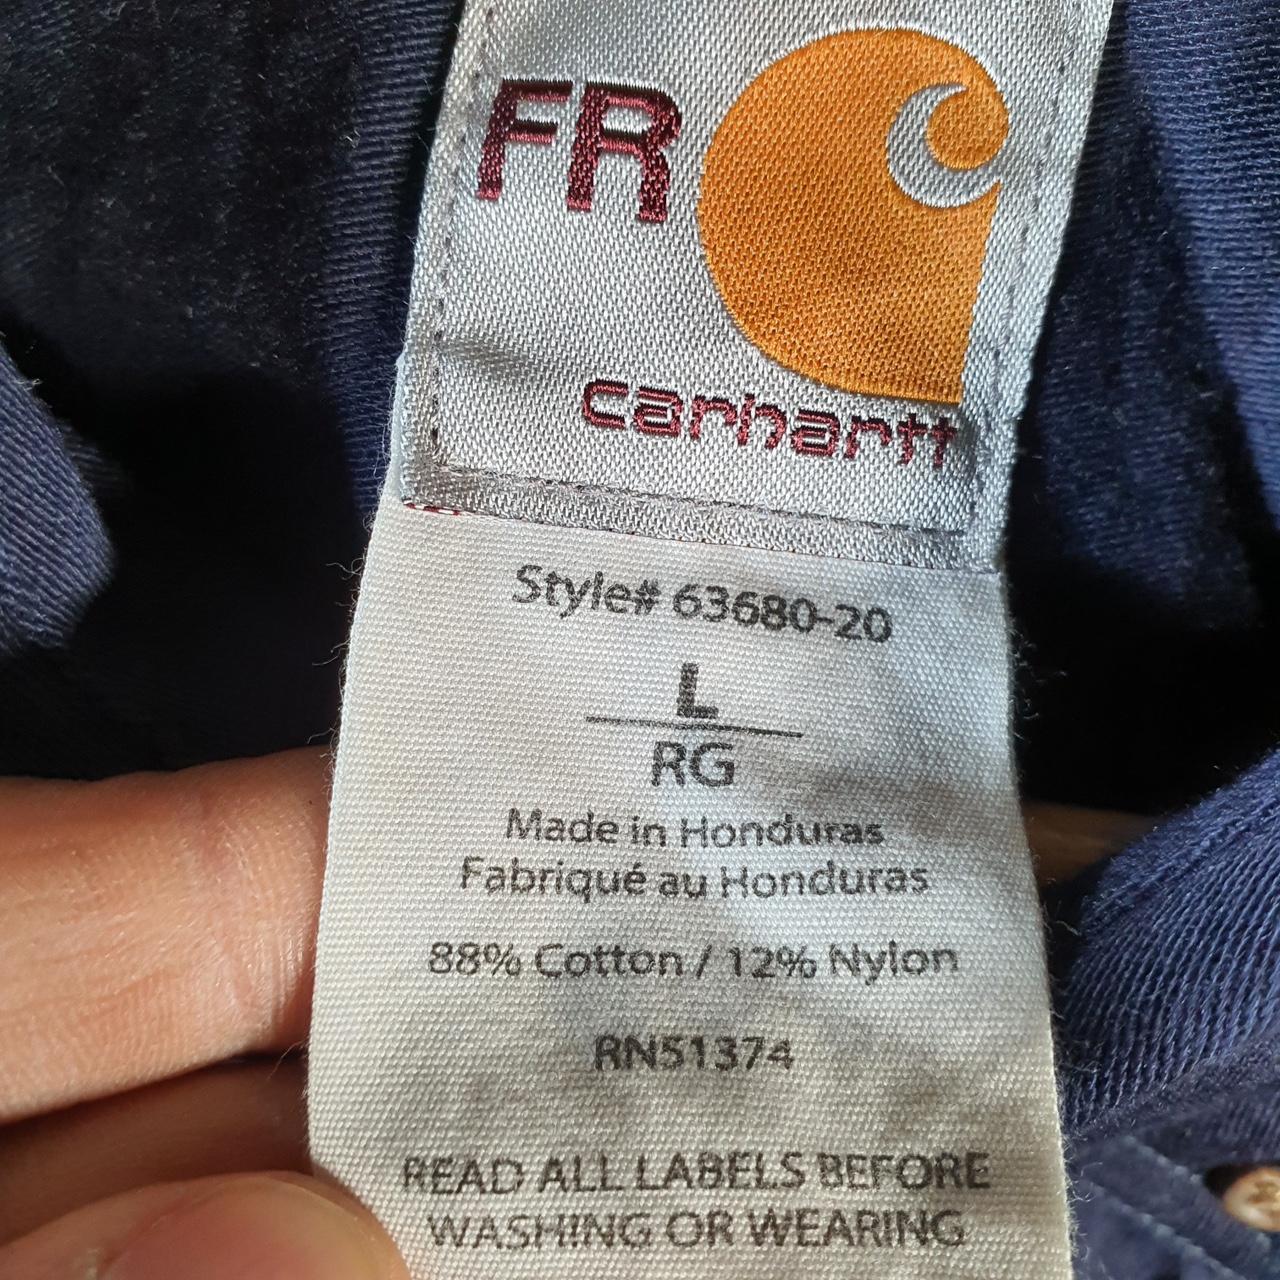 FR
carhartt
Style# 63680-20
L
RG
Made in Honduras
Fabriqué au Honduras
88% Cotton / 12% Nylon
RN51374
READ ALL LABELS BEFORE
WASHING OR WEARING